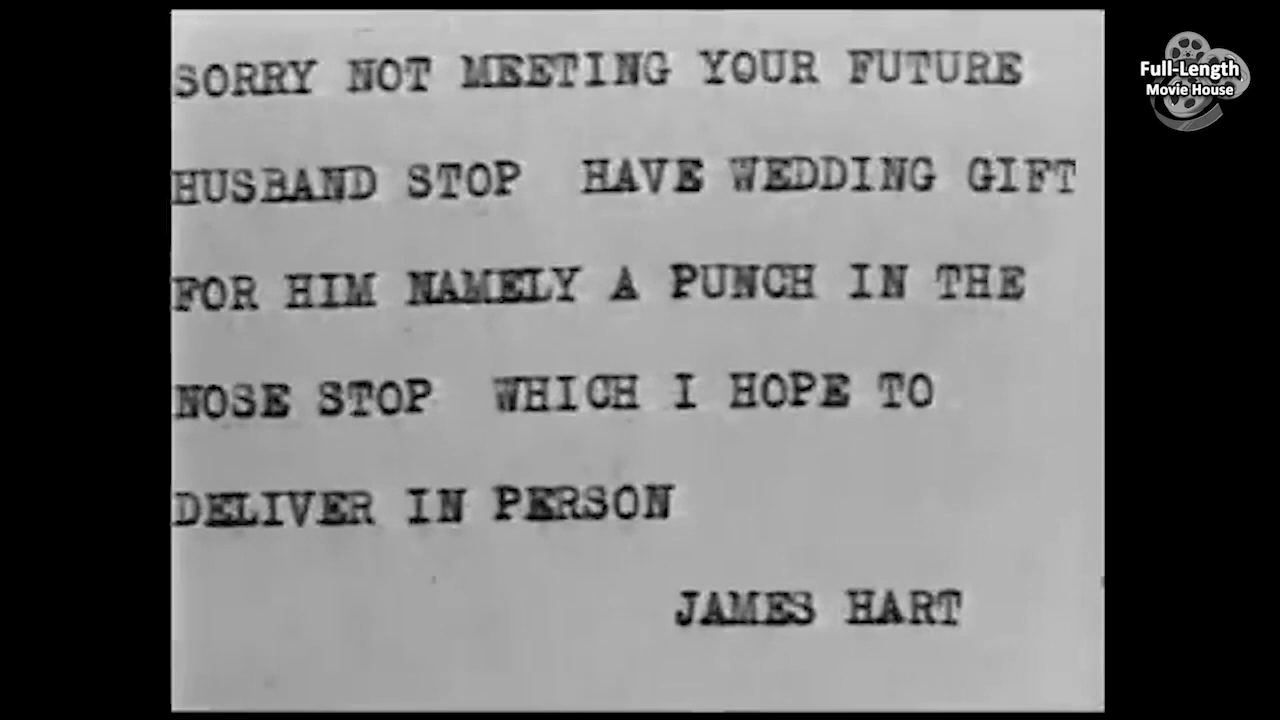 SORRY NOT MEETING YOUR FUTURE
HUSBAND STOP HAVE WEDDING GIFT
FOR HIM NAMELY A PUNCH IN THE
NOSE STOP WHICH I HOPE TO
DELIVER IN PERSON
JAMES HART
Full-Length
Movie House